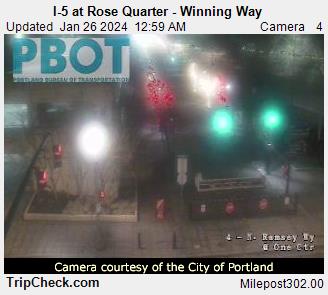 I-5 at Rose Quarter - Winning Way
Updated Jan 26 2024 12:59 AM Camera 4
PBOT
PORTLAND BUREAU OF TRANSPORTATION
4 - N. Ramsey Wy
@ One Ctr
Camera courtesy of the City of Portland
TripCheck.com Milepost302.00